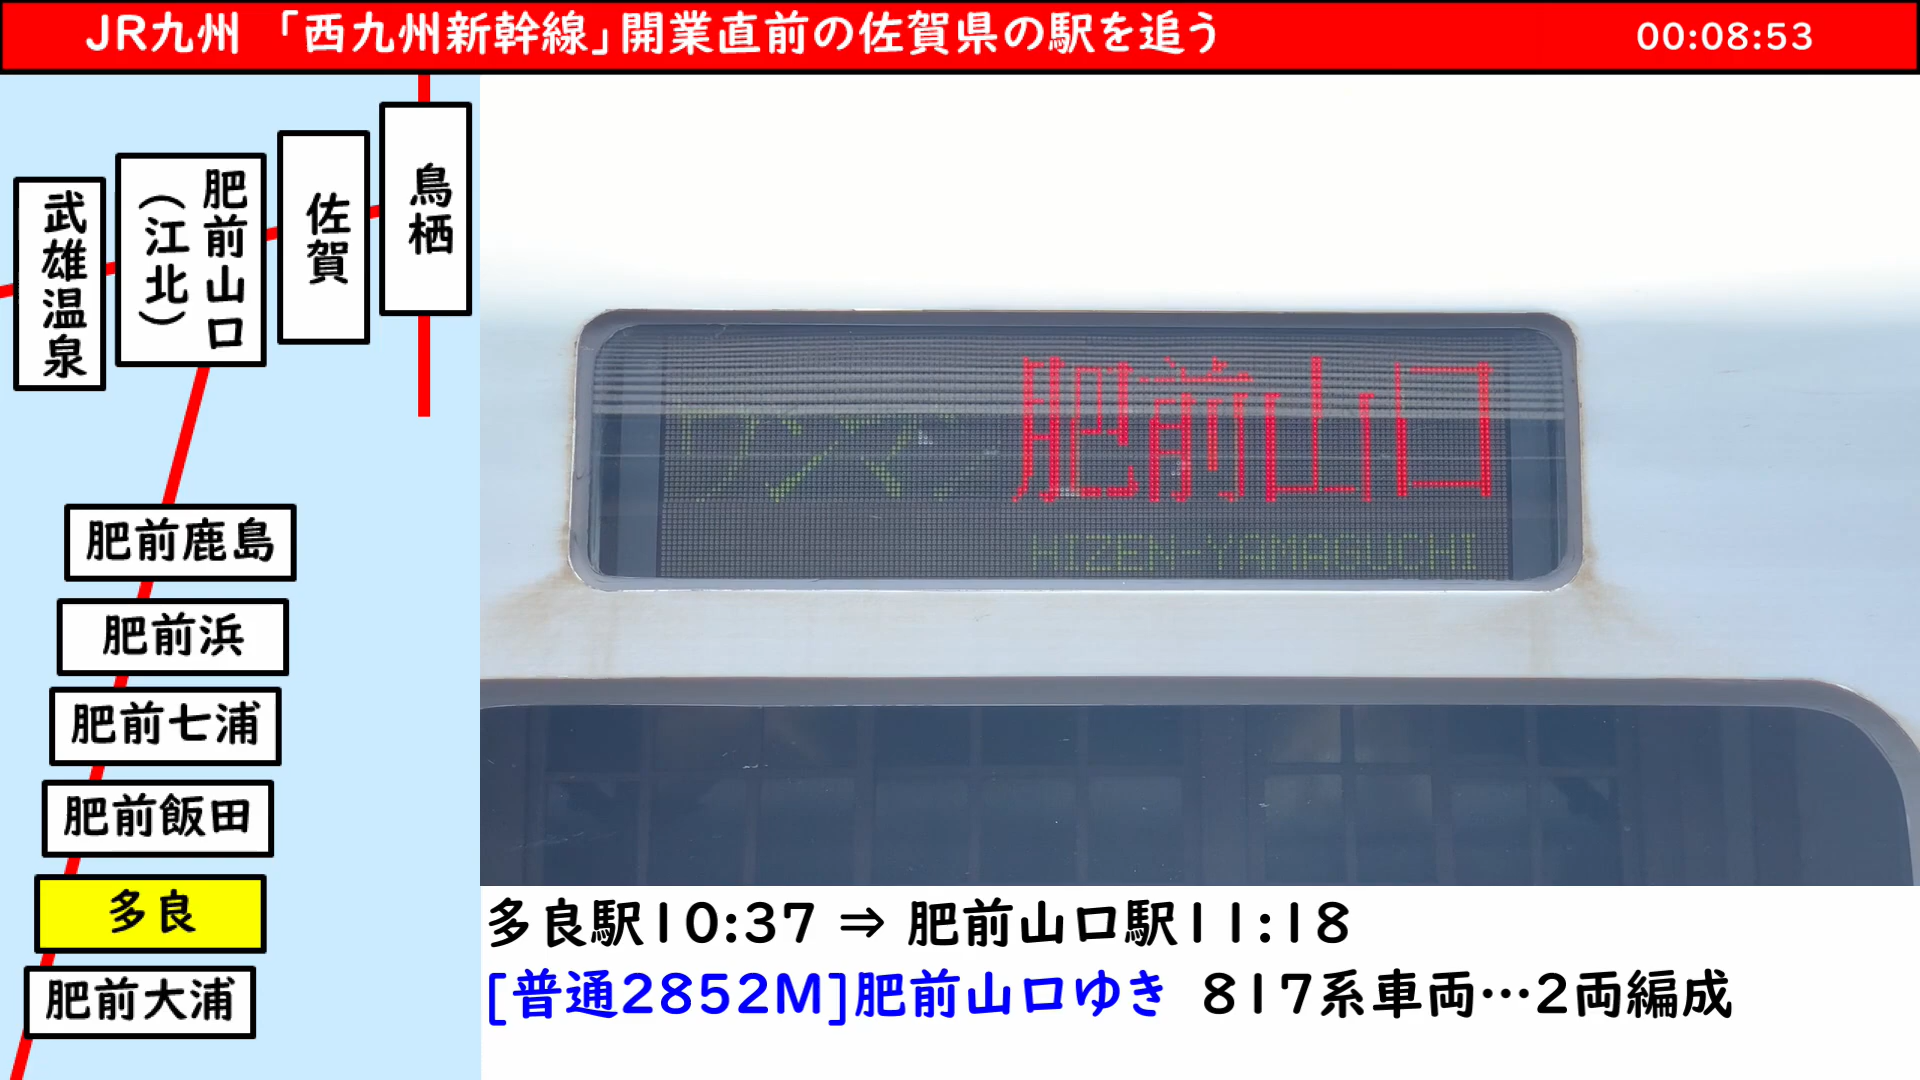 JR九州 「西九州新幹線」開業直前の佐賀県の駅を追う
00:08:53
鳥栖
佐賀
肥前山口
(江北)
武雄温泉
肥前鹿島
肥前浜
肥前七浦
肥前飯田
多良
肥前大浦
ワンマン 肥前山口
HIZEN-YAMAGUCHI
多良駅10:37 ⇒ 肥前山口駅11:18
[普通2852M]肥前山口ゆき 817系車両…2両編成